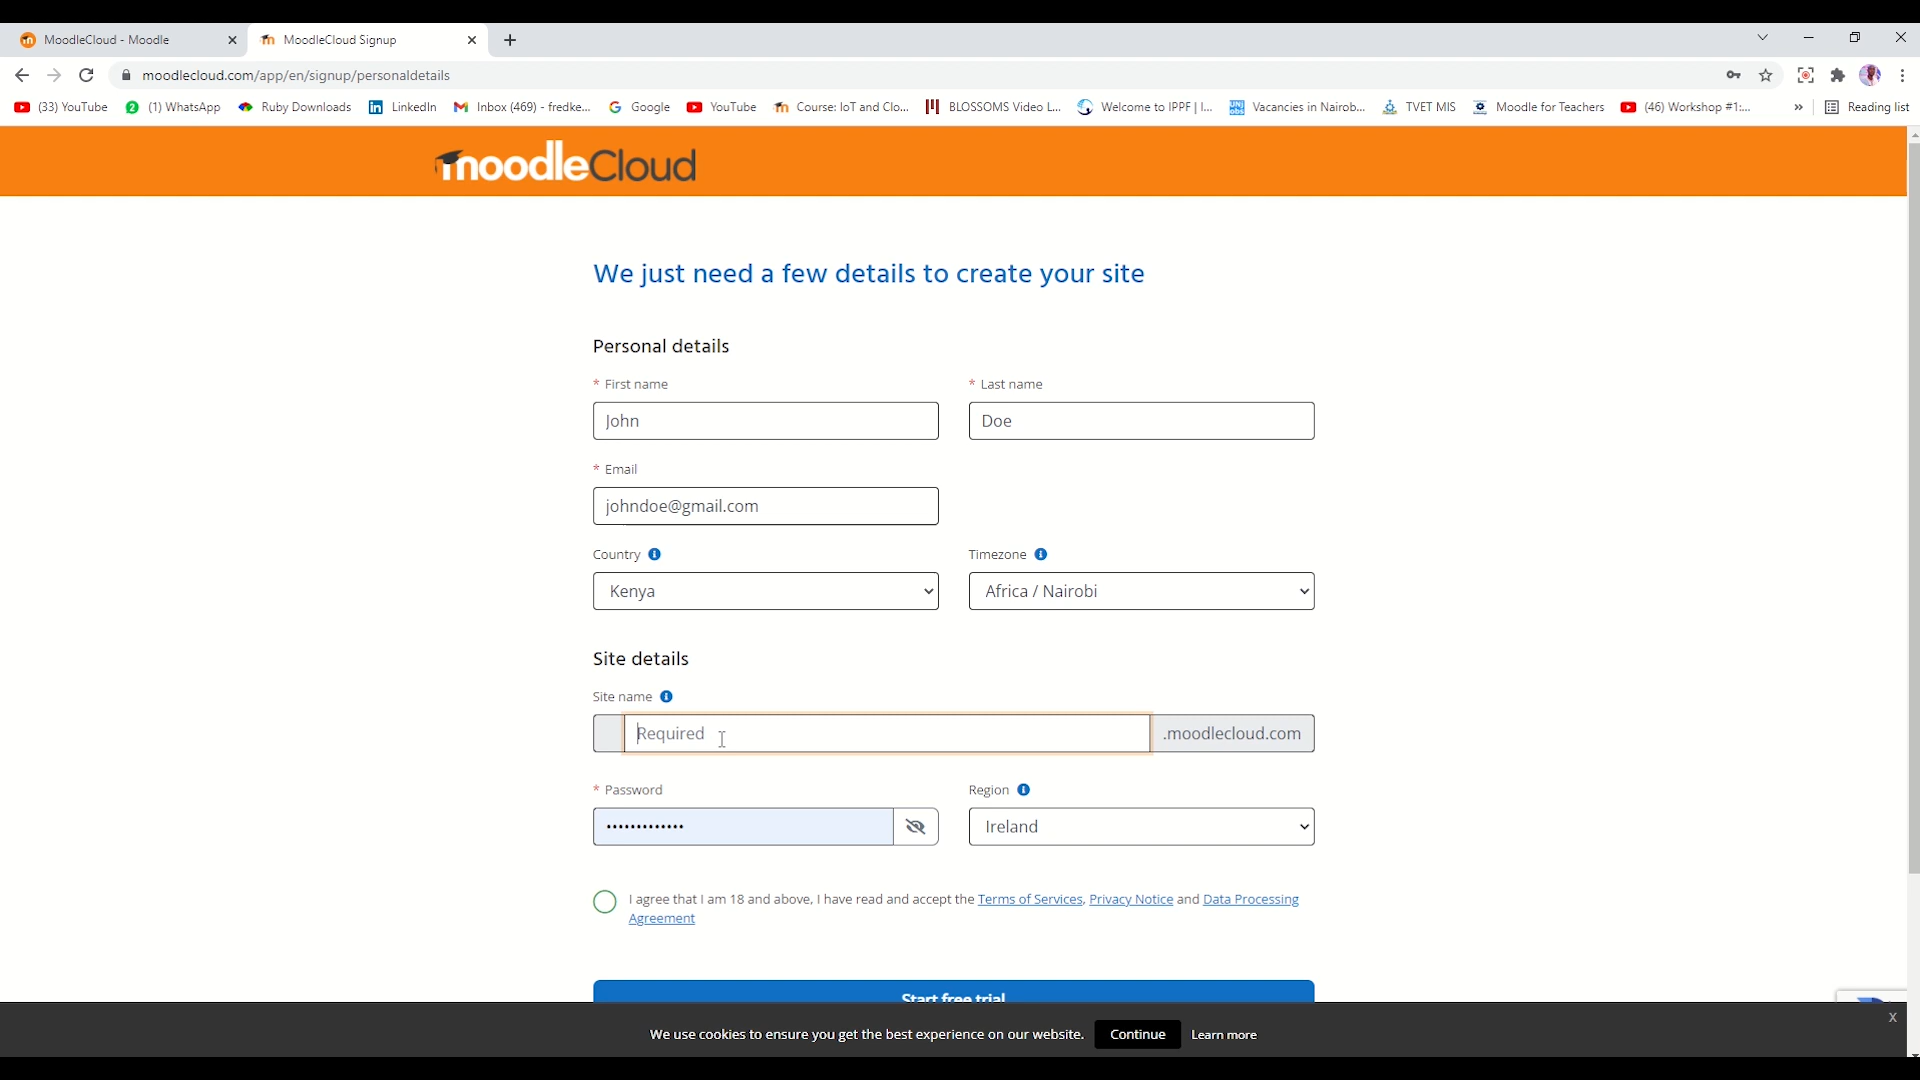 MoodleCloud - Moodle
MoodleCloud Signup
moodlecloud.com/app/en/signup/personaldetails
(33) YouTube
(1) WhatsApp
Ruby Downloads
LinkedIn
Inbox (469) - fredke...
Google
YouTube
Course: IoT and Clo...
BLOSSOMS Video L...
Welcome to IPPF | I...
Vacancies in Nairob...
TVET MIS
Moodle for Teachers
(46) Workshop #1:...
Reading list
moodleCloud
We just need a few details to create your site
Personal details
* First name
* Last name
John
Doe
* Email
johndoe@gmail.com
Country
Timezone
Kenya
Africa / Nairobi
Site details
Site name
Required
.moodlecloud.com
* Password
Region
•••••••••••••
Ireland
I agree that I am 18 and above, I have read and accept the Terms of Services, Privacy Notice and Data Processing
Agreement
Start free trial
We use cookies to ensure you get the best experience on our website.
Continue
Learn more
x